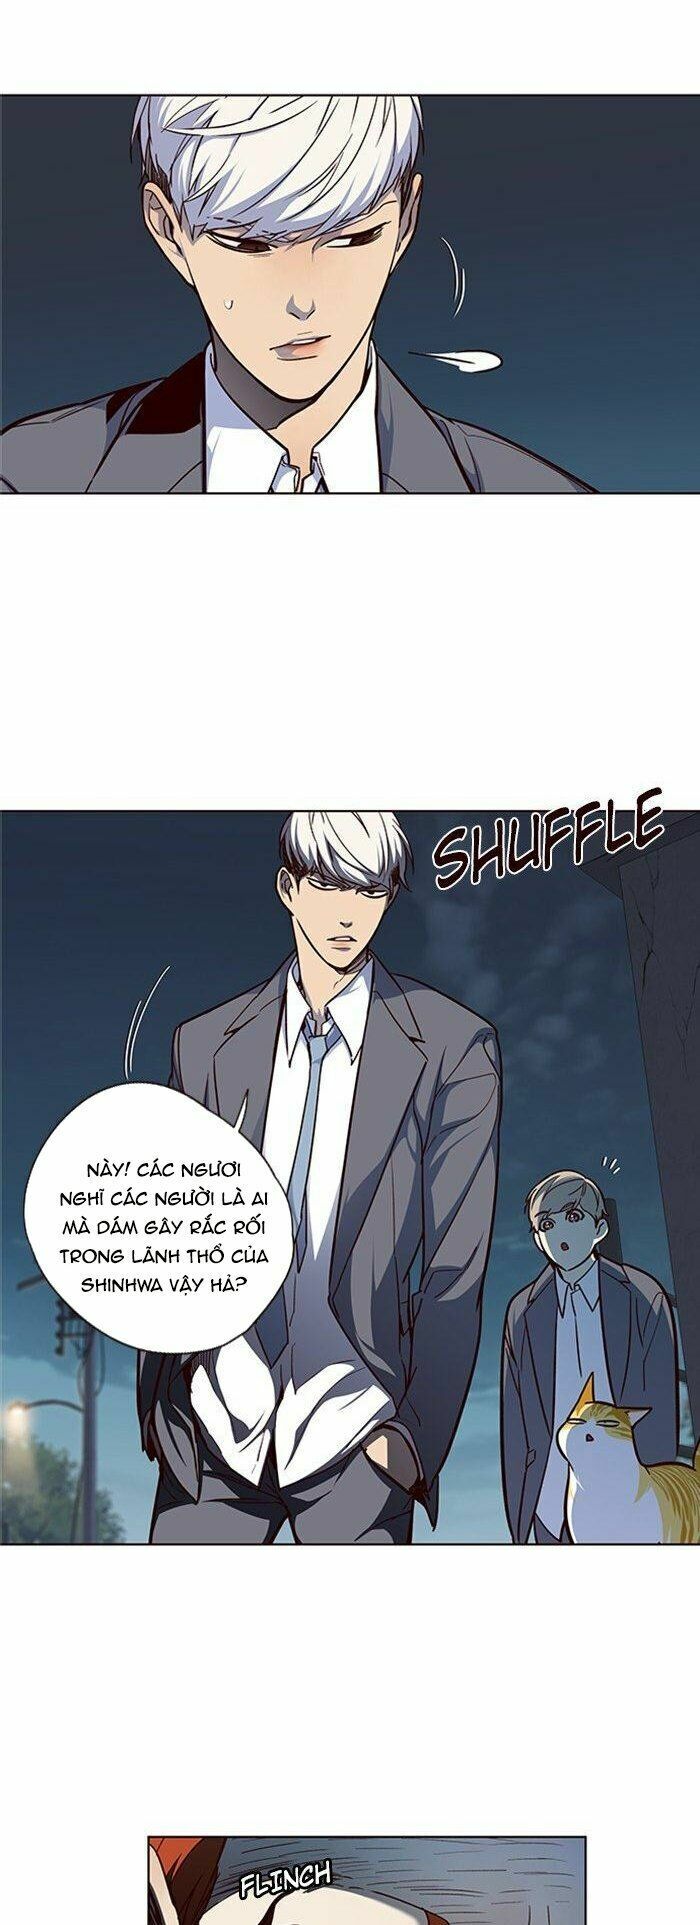 SHUFFLE
NÀY! CÁC NGƯƠI
NGHĨ CÁC NGƯỜI LÀ AI
MÀ DÁM GÂY RẮC RỐI
TRONG LÃNH THỔ CỦA
SHINHWA VẬY HẢ?
FLINCH